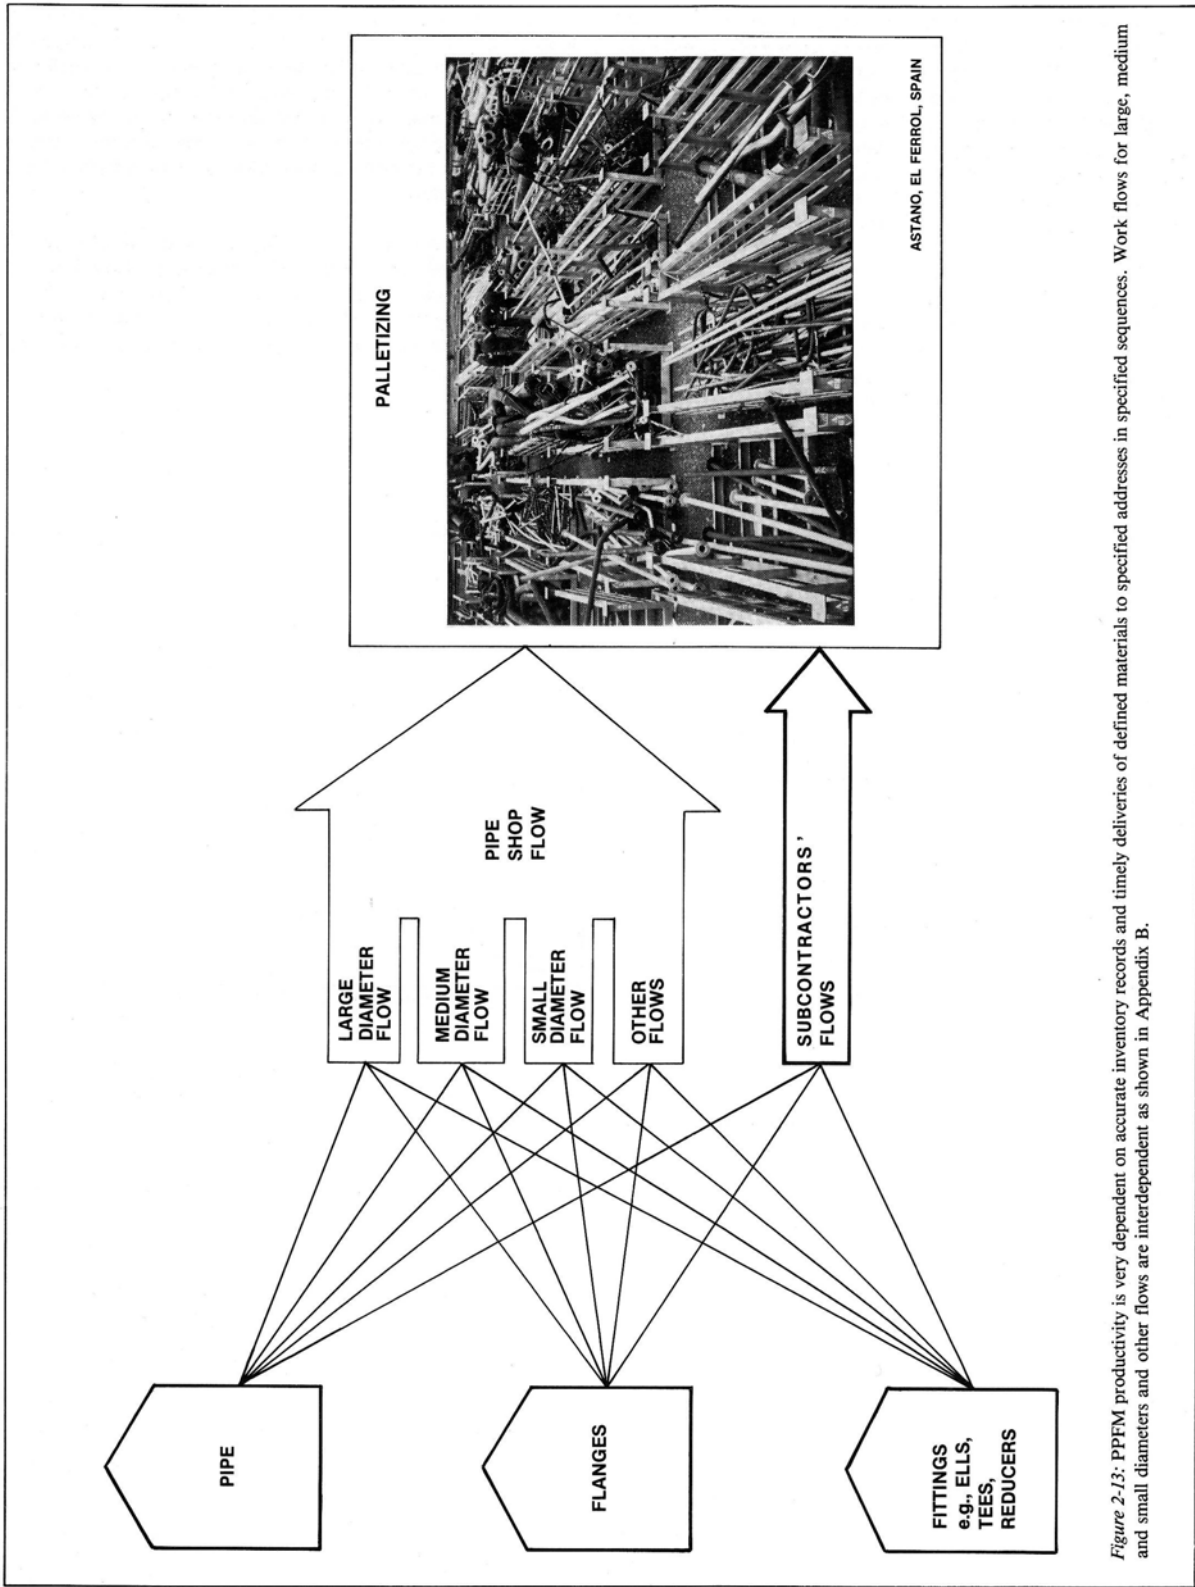 PIPE
FLANGES
FITTINGS
e.g., ELLS,
TEES,
REDUCERS
LARGE
DIAMETER
FLOW
MEDIUM
DIAMETER
FLOW
SMALL
DIAMETER
FLOW
OTHER
FLOWS
PIPE
SHOP
FLOW
SUBCONTRACTORS'
FLOWS
PALLETIZING
ASTANO, EL FERROL, SPAIN
Figure 2-13: PPFM productivity is very dependent on accurate inventory records and timely deliveries of defined materials to specified addresses in specified sequences. Work flows for large, medium
and small diameters and other flows are interdependent as shown in Appendix B.